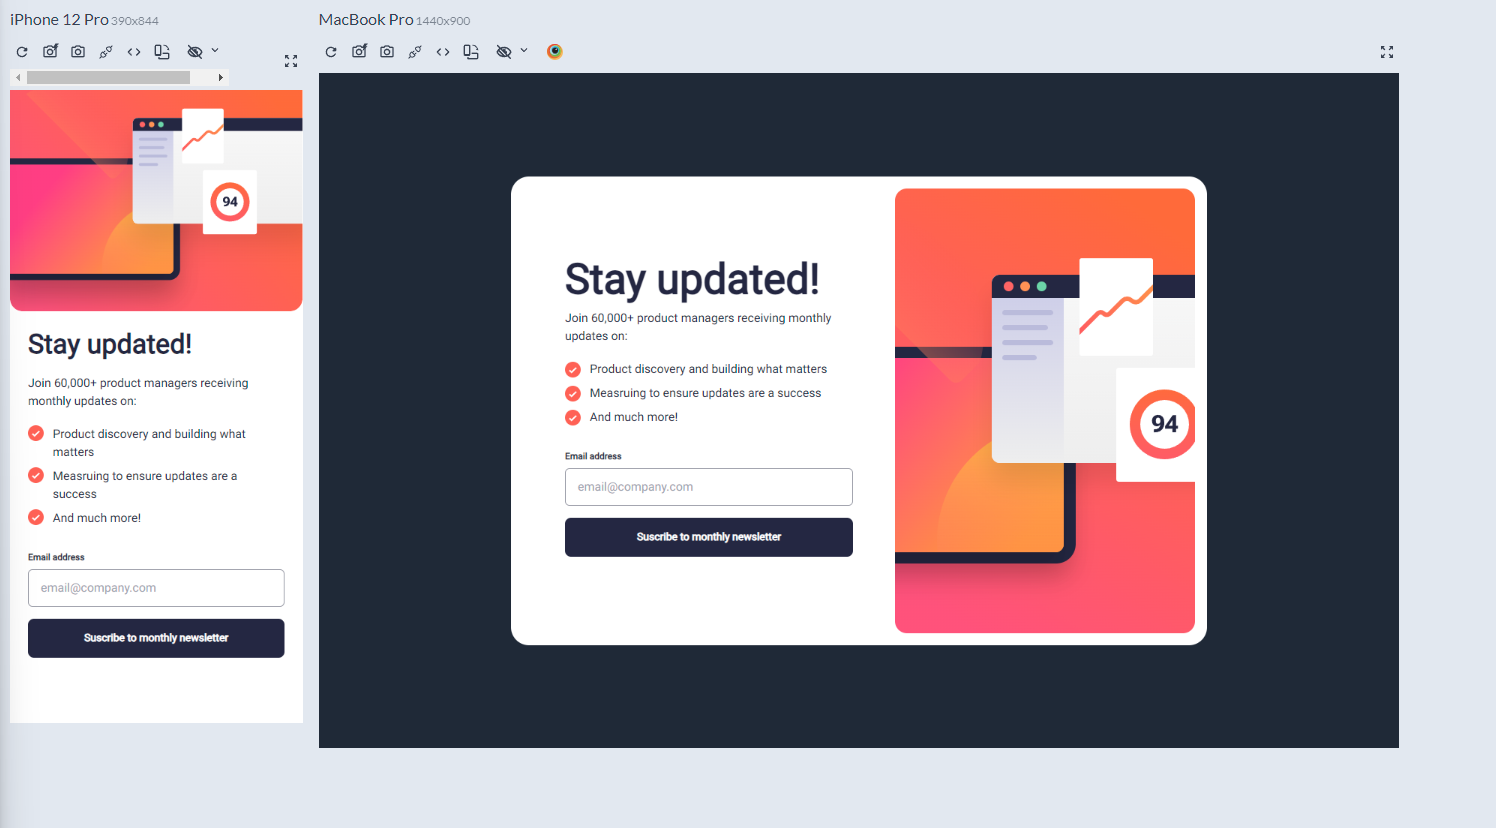 iPhone 12 Pro 390x844
94
Stay updated!
Join 60,000+ product managers receiving
monthly updates on:
Product discovery and building what
matters
Measruing to ensure updates are a
success
And much more!
Email address
email@company.com
Suscribe to monthly newsletter
MacBook Pro 1440x900
Stay updated!
Join 60,000+ product managers receiving monthly
updates on:
Product discovery and building what matters
Measruing to ensure updates are a success
And much more!
Email address
email@company.com
Suscribe to monthly newsletter
94